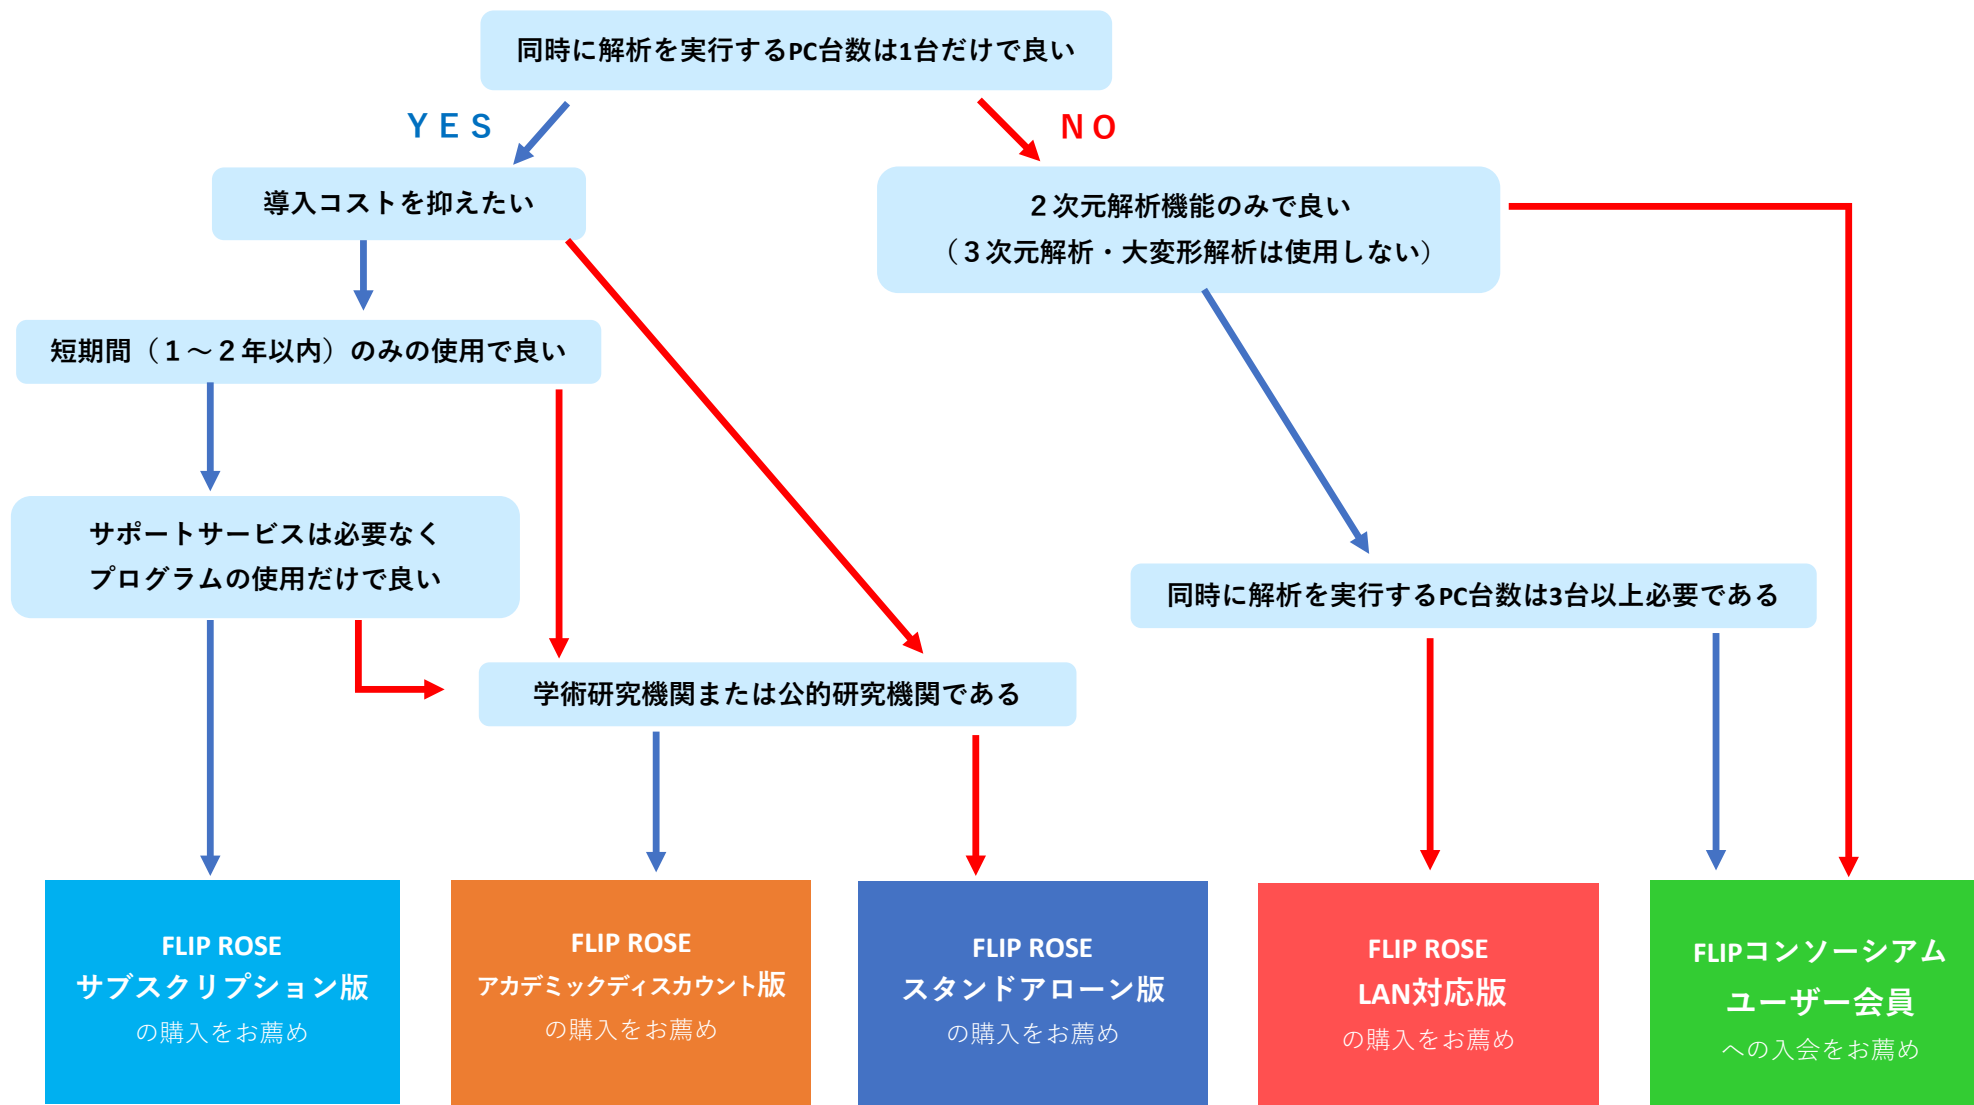 同時に解析を実行するPC台数は1台だけで良い
ＹＥＳ
ＮＯ
導入コストを抑えたい
２次元解析機能のみで良い
（３次元解析・大変形解析は使用しない）
短期間（１～２年以内）のみの使用で良い
サポートサービスは必要なく
プログラムの使用だけで良い
同時に解析を実行するPC台数は3台以上必要である
学術研究機関または公的研究機関である
FLIP ROSE
サブスクリプション版
の購入をお薦め
FLIP ROSE
アカデミックディスカウント版
の購入をお薦め
FLIP ROSE
スタンドアローン版
の購入をお薦め
FLIP ROSE
LAN対応版
の購入をお薦め
FLIPコンソーシアム
ユーザー会員
への入会をお薦め